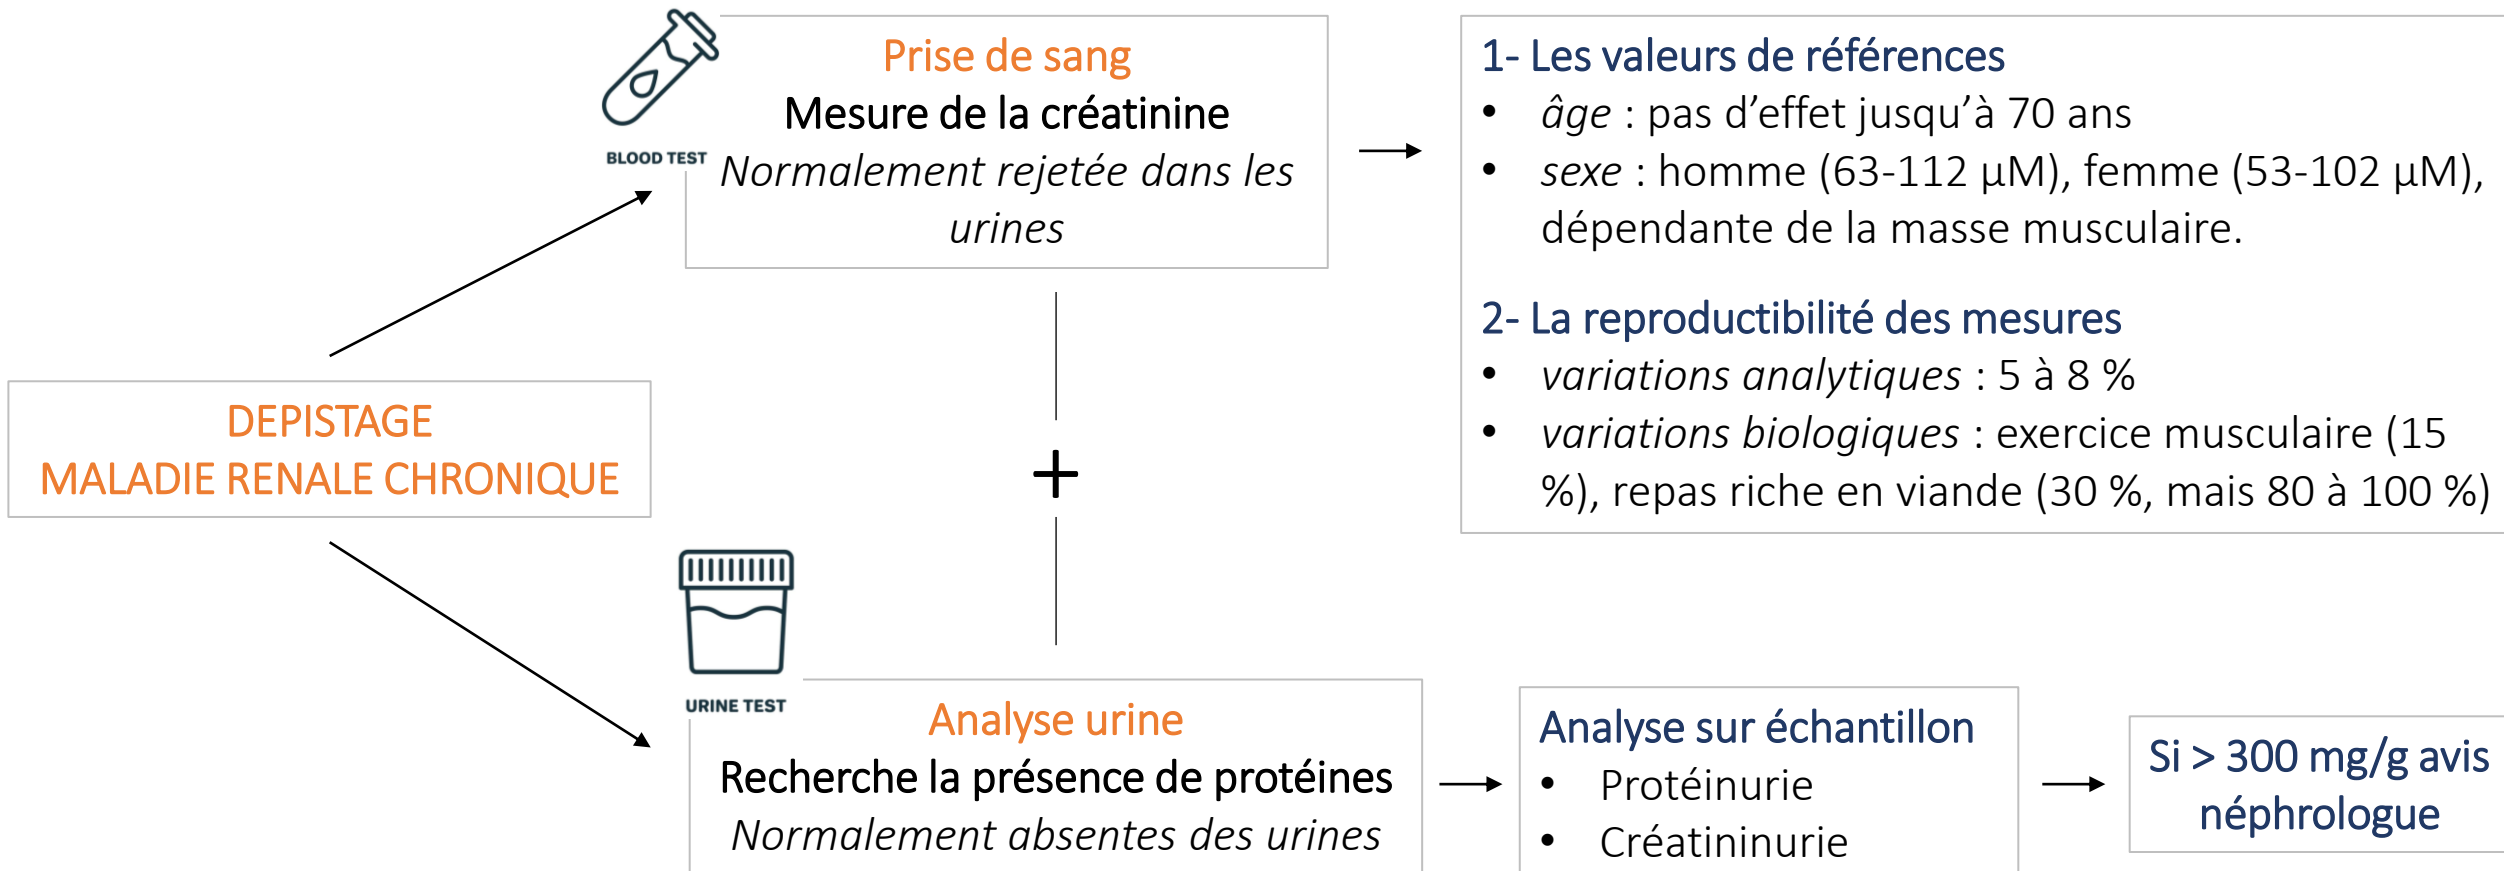 Prise de sang
Mesure de la créatinine
Normalement rejetée dans les
urines
BLOOD TEST
1- Les valeurs de références
• âge : pas d’effet jusqu’à 70 ans
• sexe : homme (63-112 µM), femme (53-102 µM),
dépendante de la masse musculaire.
2- La reproductibilité des mesures
• variations analytiques : 5 à 8 %
• variations biologiques : exercice musculaire (15
%), repas riche en viande (30 %, mais 80 à 100 %)
DEPISTAGE
MALADIE RENALE CHRONIQUE
+
URINE TEST
Analyse urine
Recherche la présence de protéines
Normalement absentes des urines
Analyse sur échantillon
• Protéinurie
• Créatininurie
Si > 300 mg/g avis
néphrologue